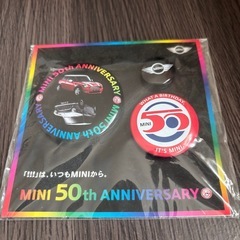 MINI 50th ANNIVERSARY
MINI 50th ANNIVERSARY
WHAT A BIRTHDAY.
MINI
50
IT'S MINI.
「!!!」は、いつもMINIから。
MINI 50th ANNIVERSARY